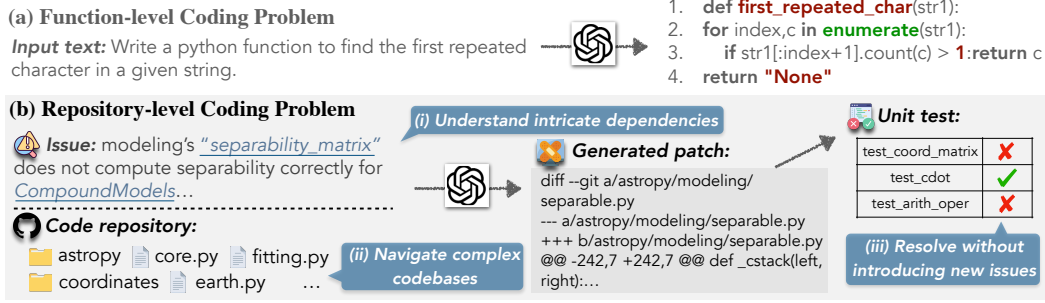 (a) Function-level Coding Problem
Input text: Write a python function to find the first repeated
character in a given string.
1. def first_repeated_char(str1):
2. for index,c in enumerate(str1):
3. if str1[:index+1].count(c) > 1:return c
4. return "None"
(b) Repository-level Coding Problem
Issue: modeling's "separability_matrix"
does not compute separability correctly for
CompoundModels...
Code repository:
astropy core.py fitting.py
coordinates earth.py ...
(i) Understand intricate dependencies
(ii) Navigate complex
codebases
Generated patch:
diff --git a/astropy/modeling/
separable.py
--- a/astropy/modeling/separable.py
+++ b/astropy/modeling/separable.py
@@ -242,7 +242,7 @@ def _cstack(left,
right):...
Unit test:
test_coord_matrix ✗
test_cdot ✓
test_arith_oper ✗
(iii) Resolve without
introducing new issues